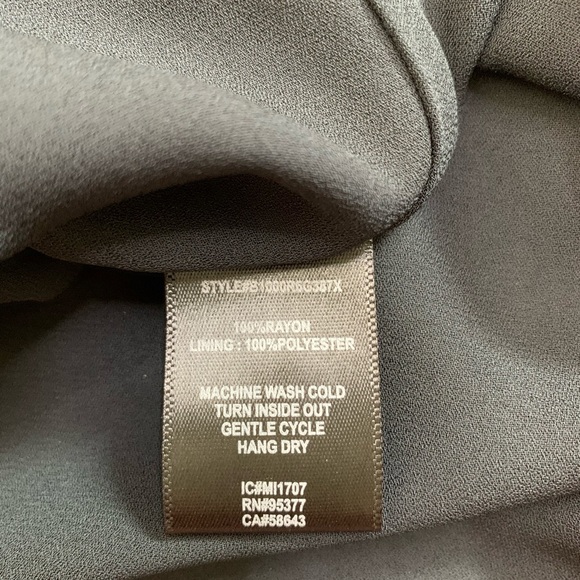 100%RAYON
LINING : 100%POLYESTER
MACHINE WASH COLD
TURN INSIDE OUT
GENTLE CYCLE
HANG DRY
IC#MI1707
RN#95377
CA#58643